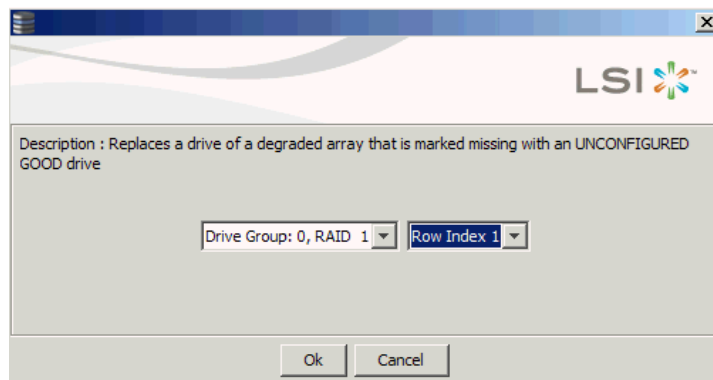 LSI
Description : Replaces a drive of a degraded array that is marked missing with an UNCONFIGURED
GOOD drive
Drive Group: 0, RAID 1 Row Index 1
Ok Cancel